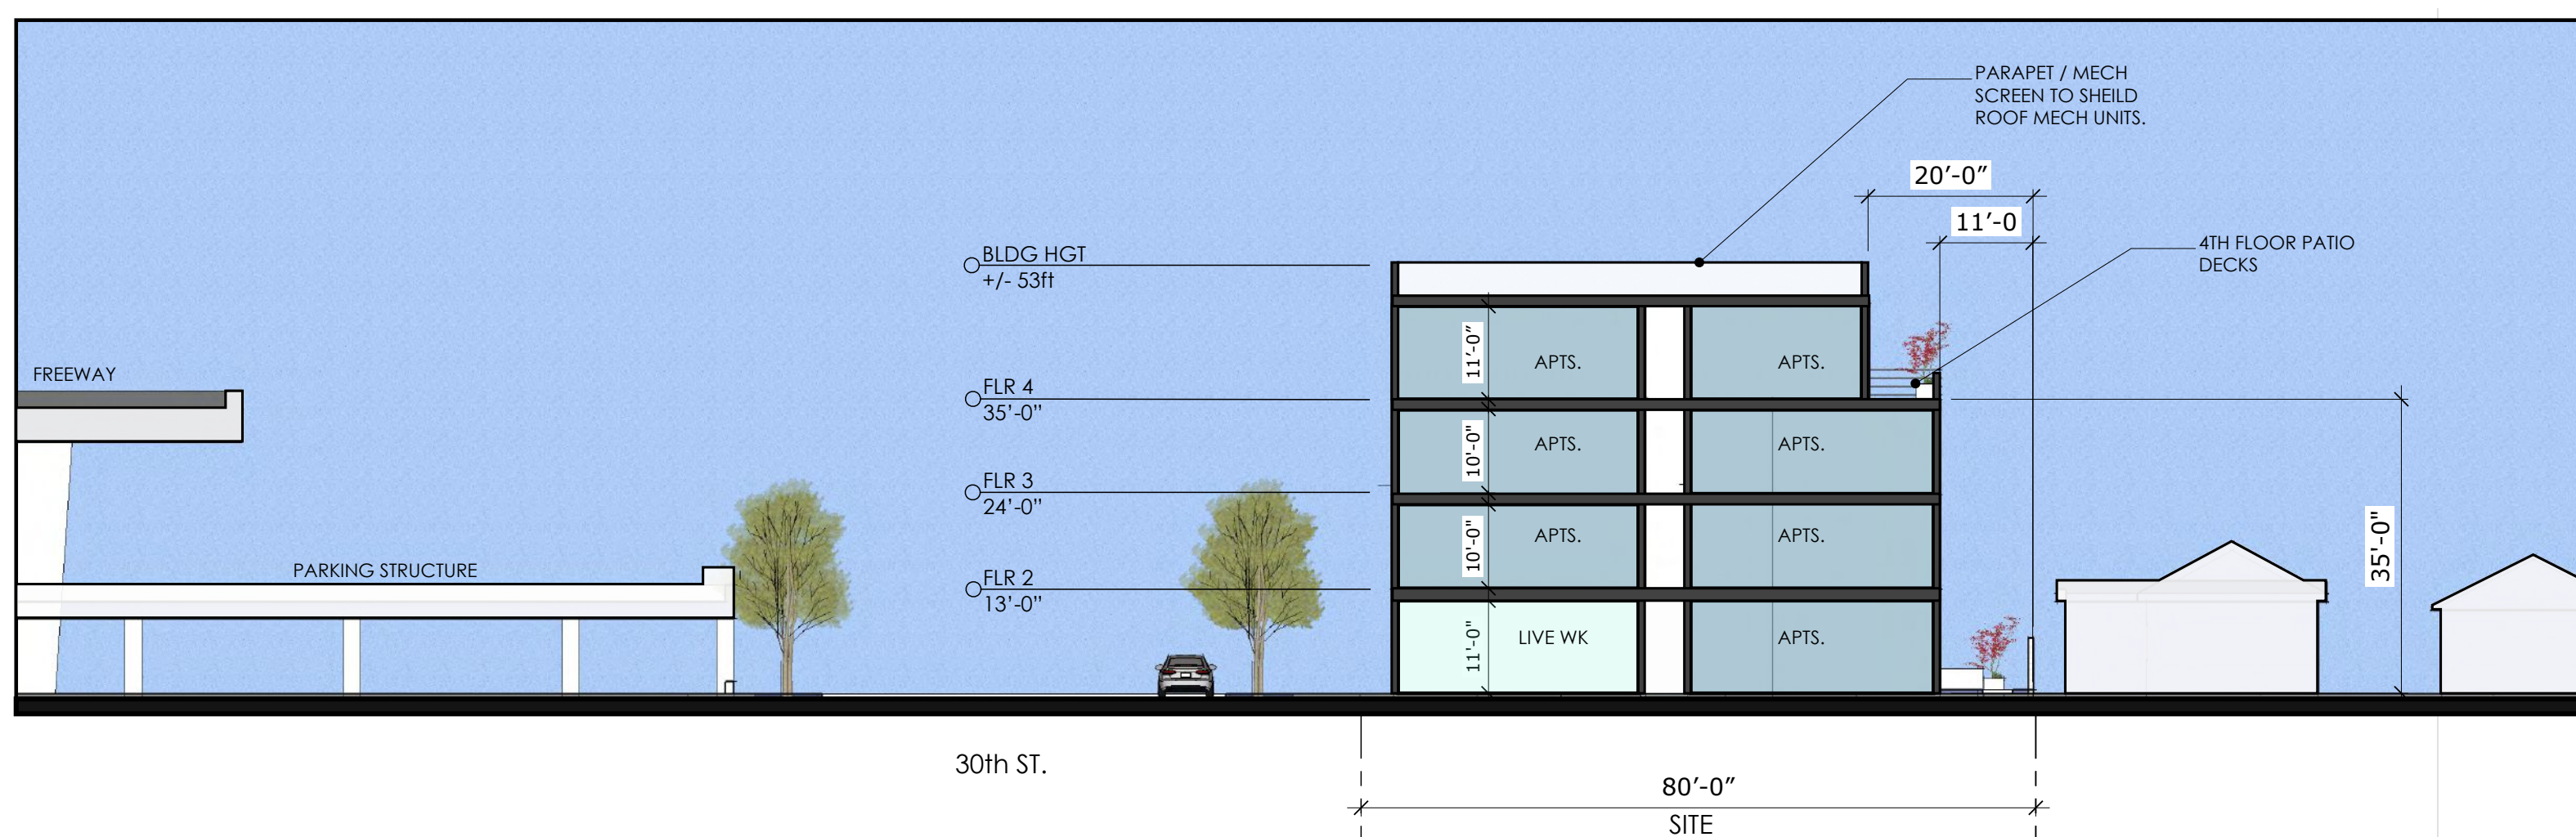 PARAPET / MECH
SCREEN TO SHEILD
ROOF MECH UNITS.
20’-0”
11’-0
4TH FLOOR PATIO
DECKS
BLDG HGT
+/- 53ft
FREEWAY
FLR 4
35’-0”
11’-0”
APTS.
APTS.
10'-0"
APTS.
APTS.
FLR 3
24’-0”
10'-0"
APTS.
APTS.
35'-0"
PARKING STRUCTURE
FLR 2
13’-0”
11'-0"
LIVE WK
APTS.
30th ST.
80’-0”
SITE